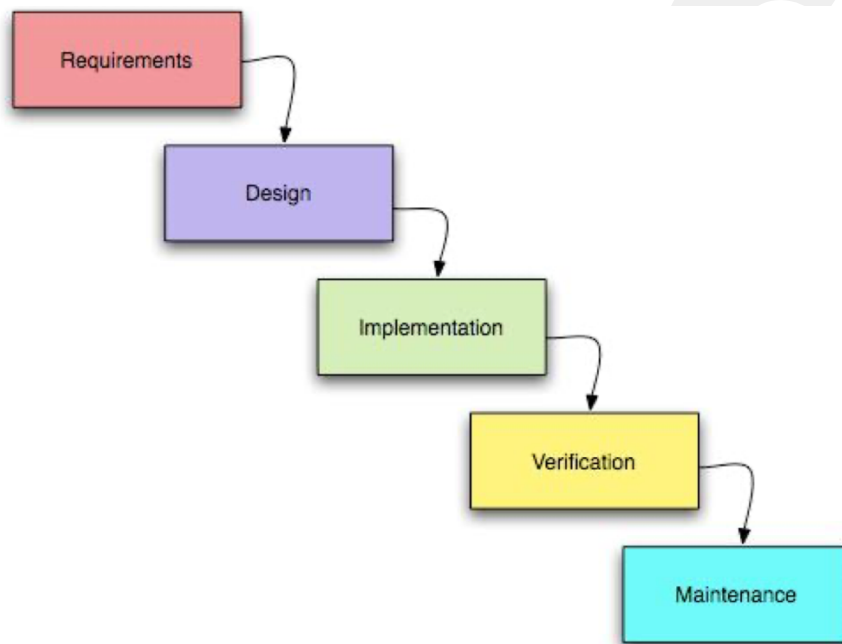 Requirements
Design
Implementation
Verification
Maintenance